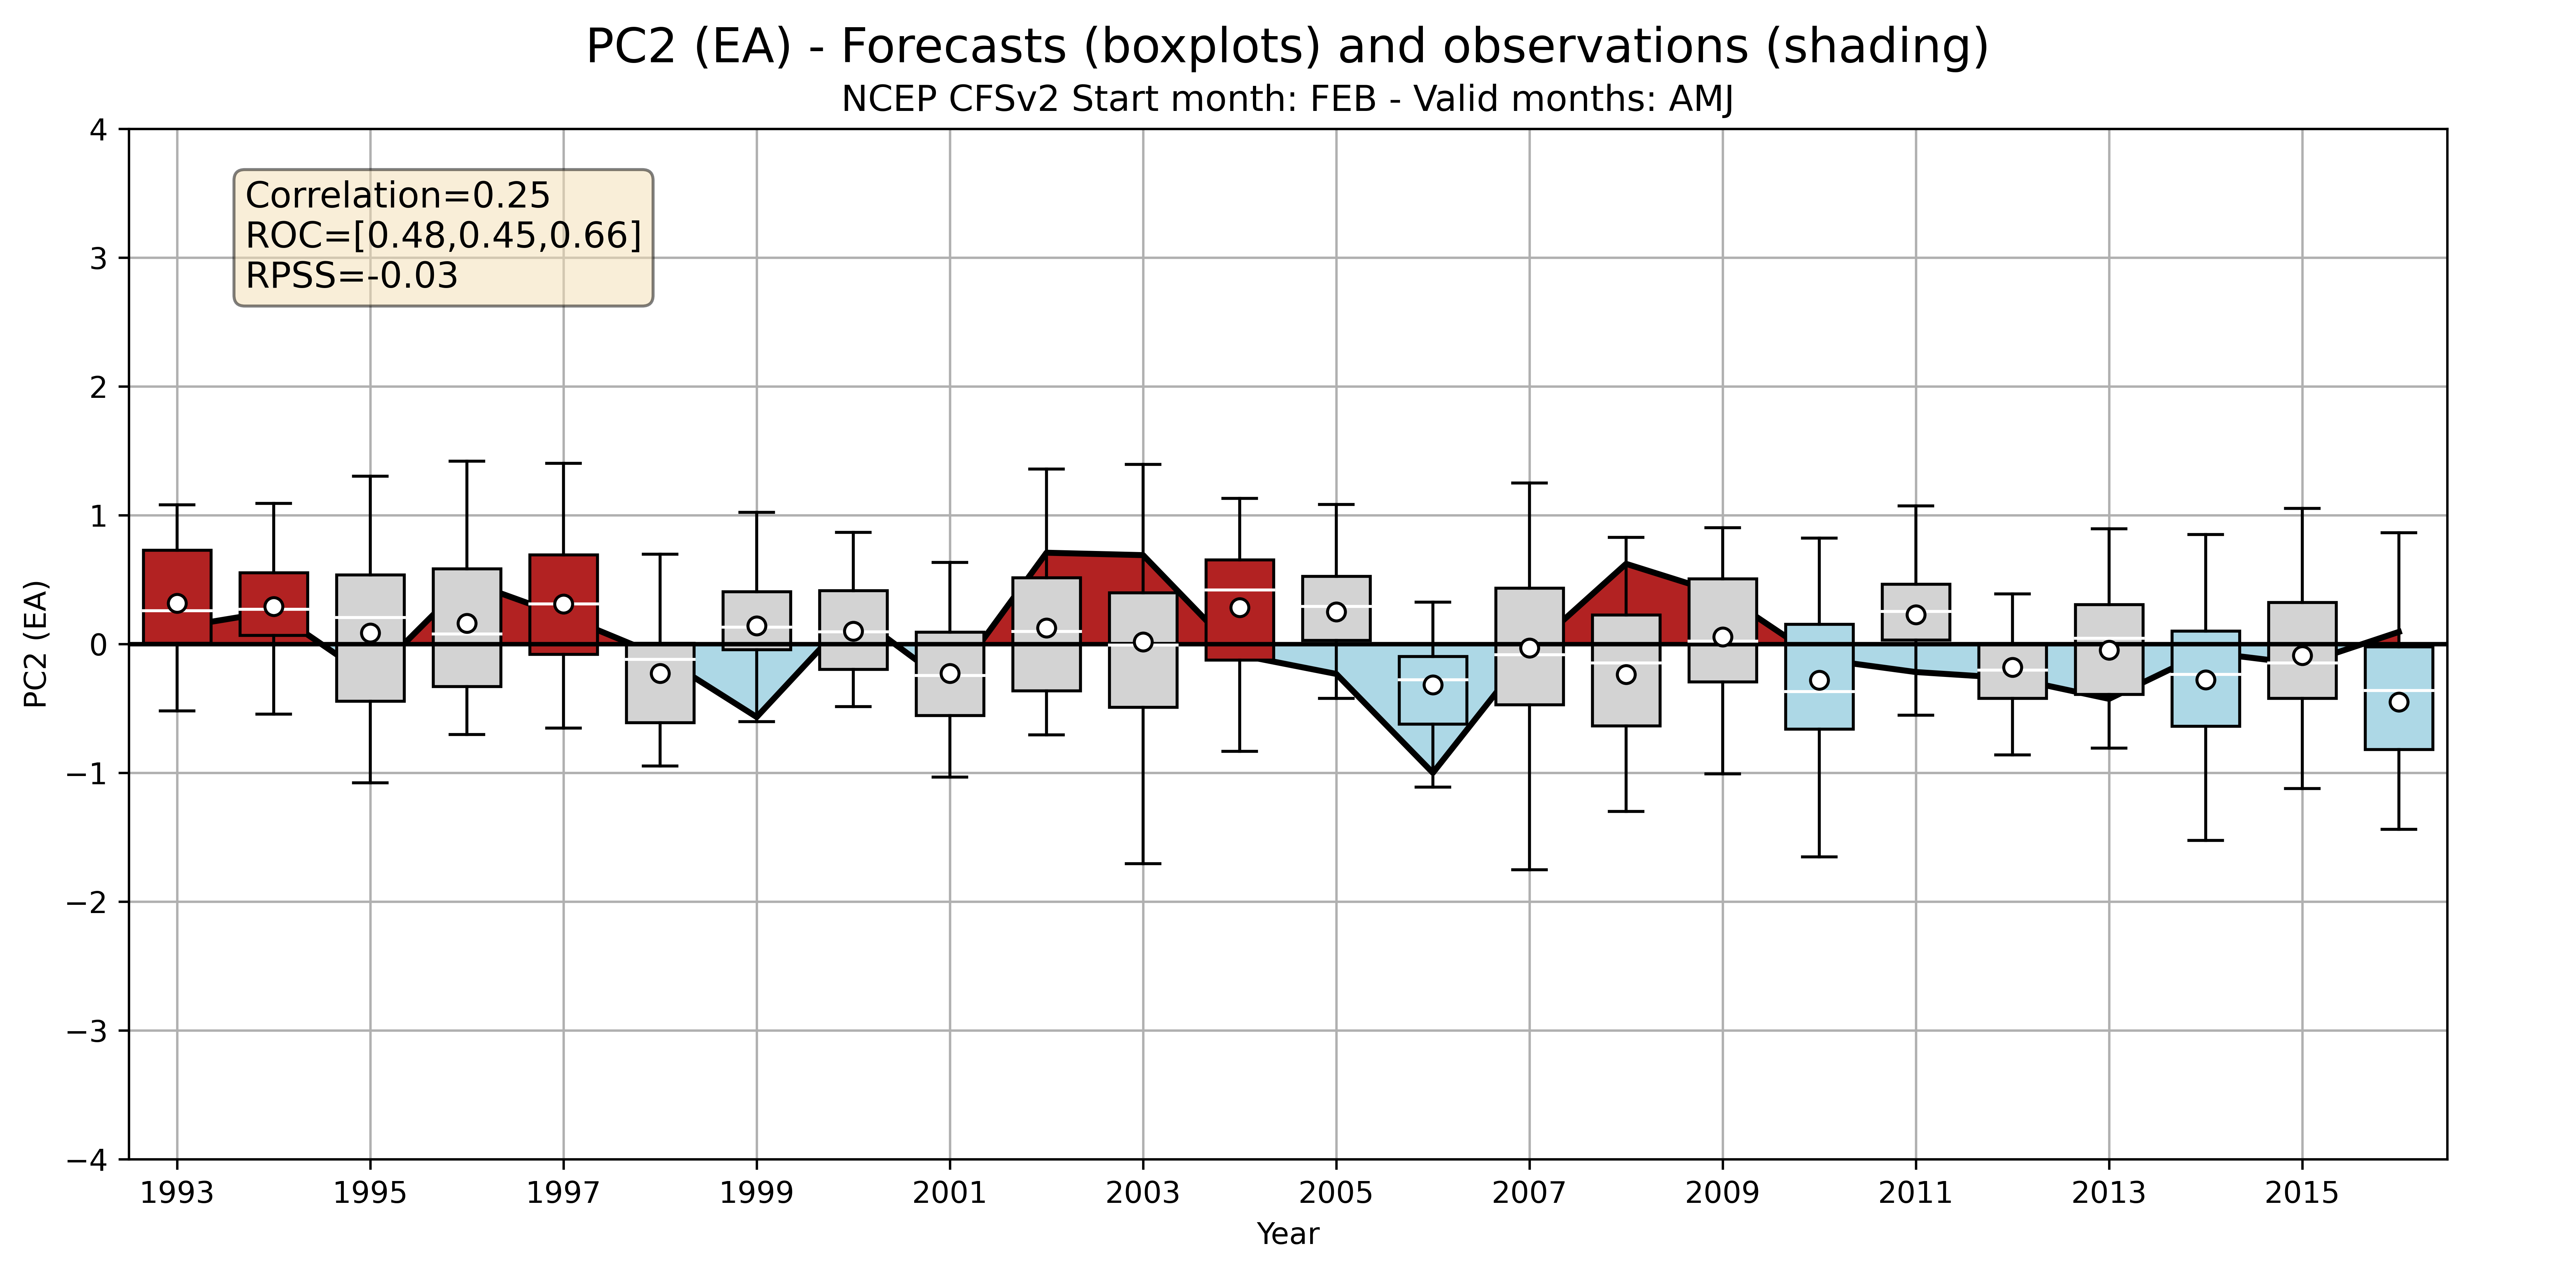 PC2 (EA) - Forecasts (boxplots) and observations (shading)
NCEP CFSv2 Start month: FEB - Valid months: AMJ
Correlation=0.25
ROC=[0.48,0.45,0.66]
RPSS=-0.03
PC2 (EA)
4
3
2
1
0
−1
−2
−3
−4
1993 1995 1997 1999 2001 2003 2005 2007 2009 2011 2013 2015
Year